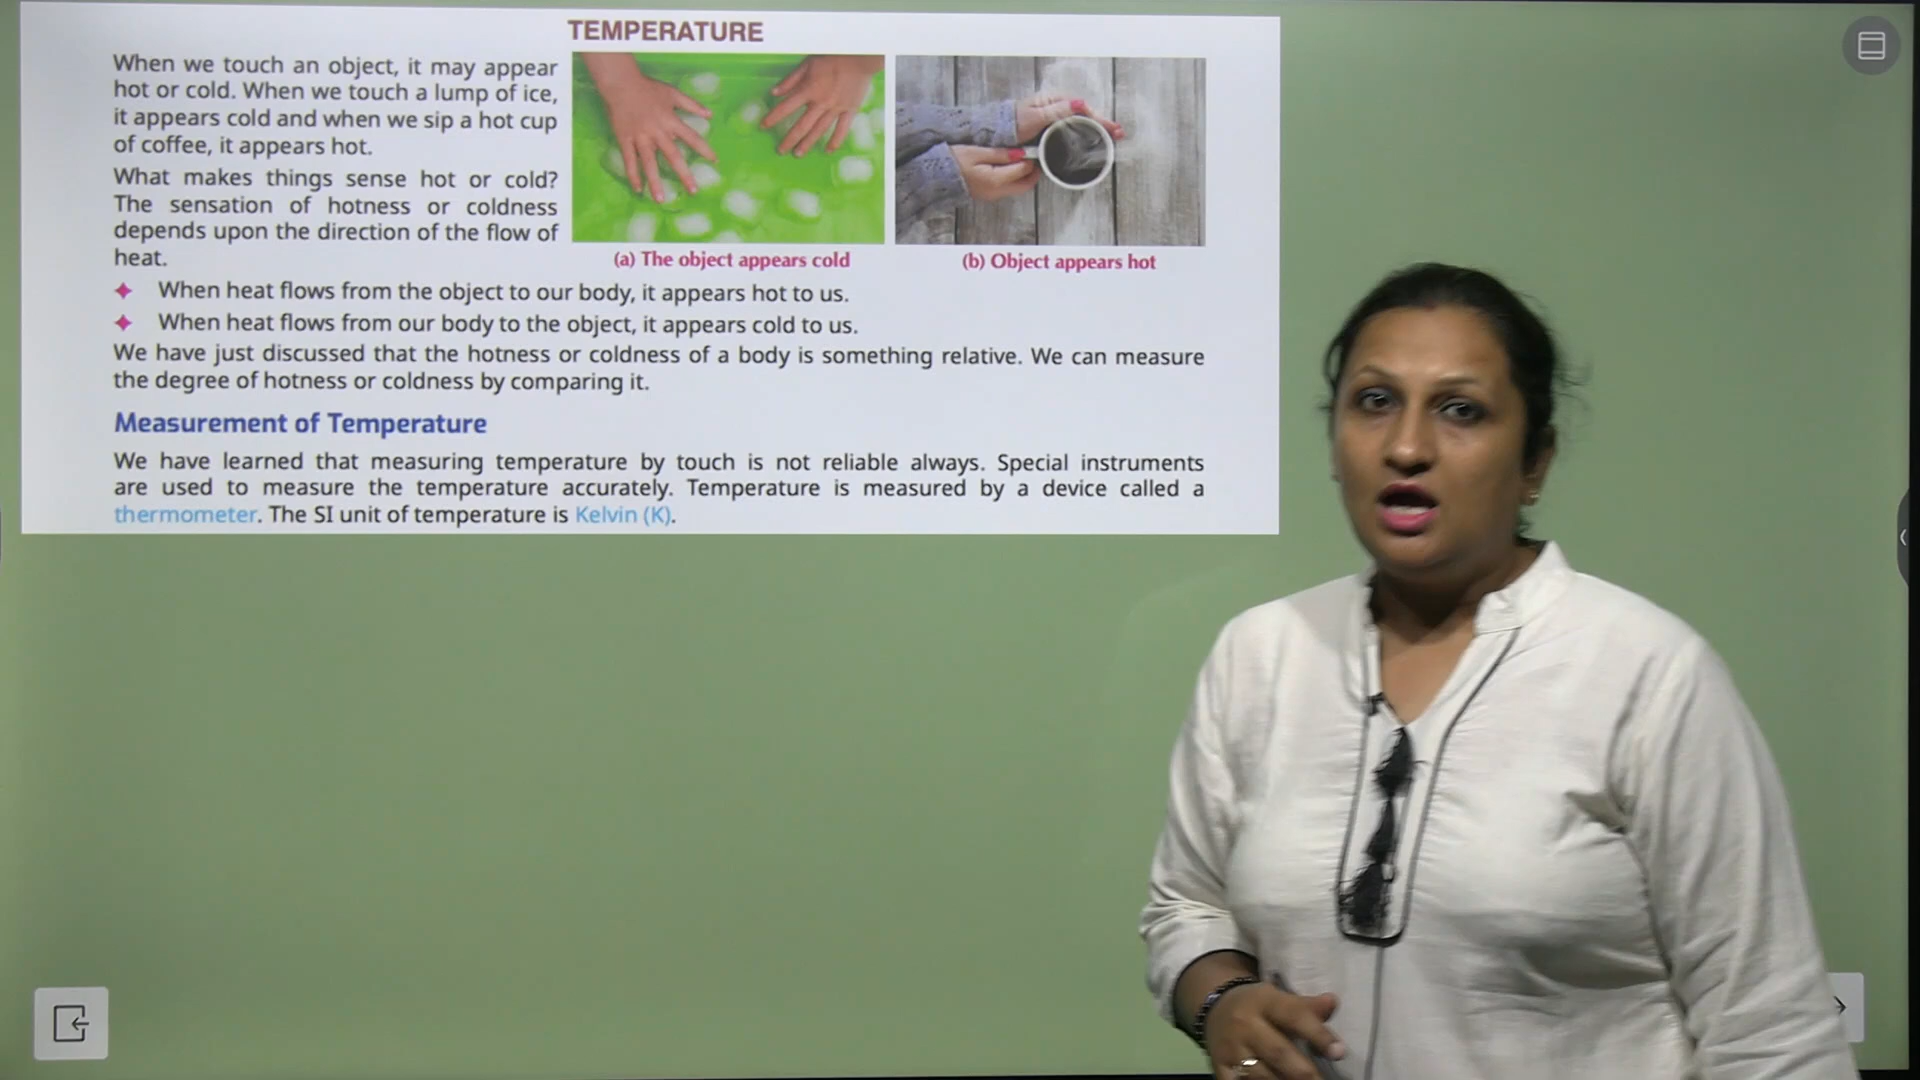 TEMPERATURE
When we touch an object, it may appear
hot or cold. When we touch a lump of ice,
it appears cold and when we sip a hot cup
of coffee, it appears hot.
What makes things sense hot or cold?
The sensation of hotness or coldness
depends upon the direction of the flow of
heat.
(a) The object appears cold
(b) Object appears hot
When heat flows from the object to our body, it appears hot to us.
When heat flows from our body to the object, it appears cold to us.
We have just discussed that the hotness or coldness of a body is something relative. We can measure
the degree of hotness or coldness by comparing it.
Measurement of Temperature
We have learned that measuring temperature by touch is not reliable always. Special instruments
are used to measure the temperature accurately. Temperature is measured by a device called a
thermometer. The SI unit of temperature is Kelvin (K).